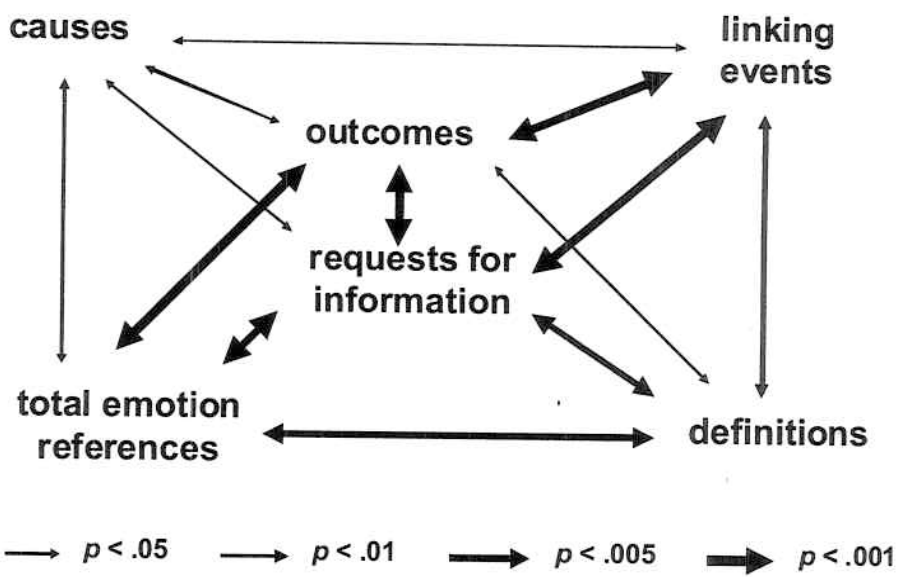 causes
linking
events
outcomes
requests for
information
total emotion
references
definitions
p < .05
p < .01
p < .005
p < .001